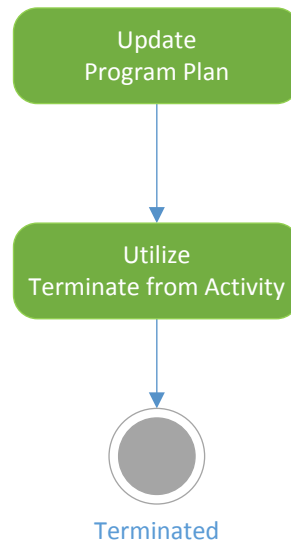 Update
Program Plan
Utilize
Terminate from Activity
Terminated